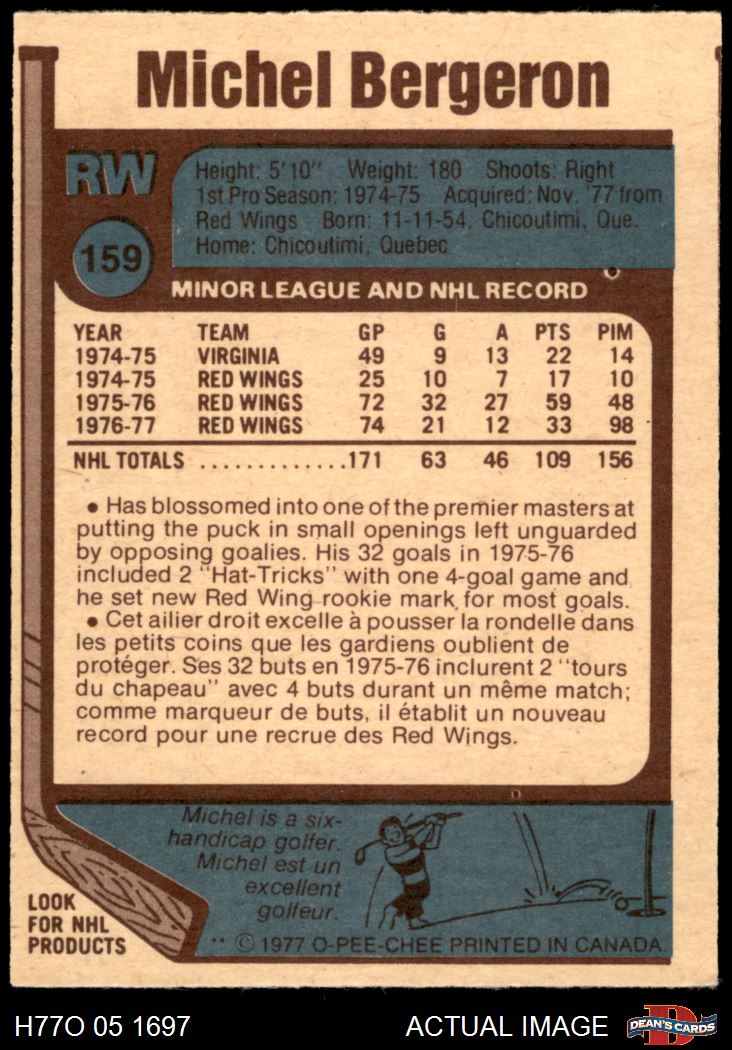 Michel Bergeron
RW
159
Height: 5'10" Weight: 180 Shoots: Right
1st Pro Season: 1974-75 Acquired: Nov. '77 from
Red Wings Born: 11-11-54, Chicoutimi, Que.
Home: Chicoutimi, Quebec
MINOR LEAGUE AND NHL RECORD
YEAR TEAM GP G A PTS PIM
1974-75 VIRGINIA 49 9 13 22 14
1974-75 RED WINGS 25 10 7 17 10
1975-76 RED WINGS 72 32 27 59 48
1976-77 RED WINGS 74 21 12 33 98
NHL TOTALS .............171 63 46 109 156
• Has blossomed into one of the premier masters at
putting the puck in small openings left unguarded
by opposing goalies. His 32 goals in 1975-76
included 2 "Hat-Tricks" with one 4-goal game and
he set new Red Wing rookie mark for most goals.
• Cet ailier droit excelle à pousser la rondelle dans
les petits coins que les gardiens oublient de
protéger. Ses 32 buts en 1975-76 inclurent 2 "tours
du chapeau" avec 4 buts durant un même match;
comme marqueur de buts, il établit un nouveau
record pour une recrue des Red Wings.
Michel is a six-
handicap golfer.
Michel est un
excellent
golfeur.
LOOK
FOR NHL
PRODUCTS
** © 1977 O-PEE-CHEE PRINTED IN CANADA.
H77O 05 1697 ACTUAL IMAGE
D
DEAN'S CARDS